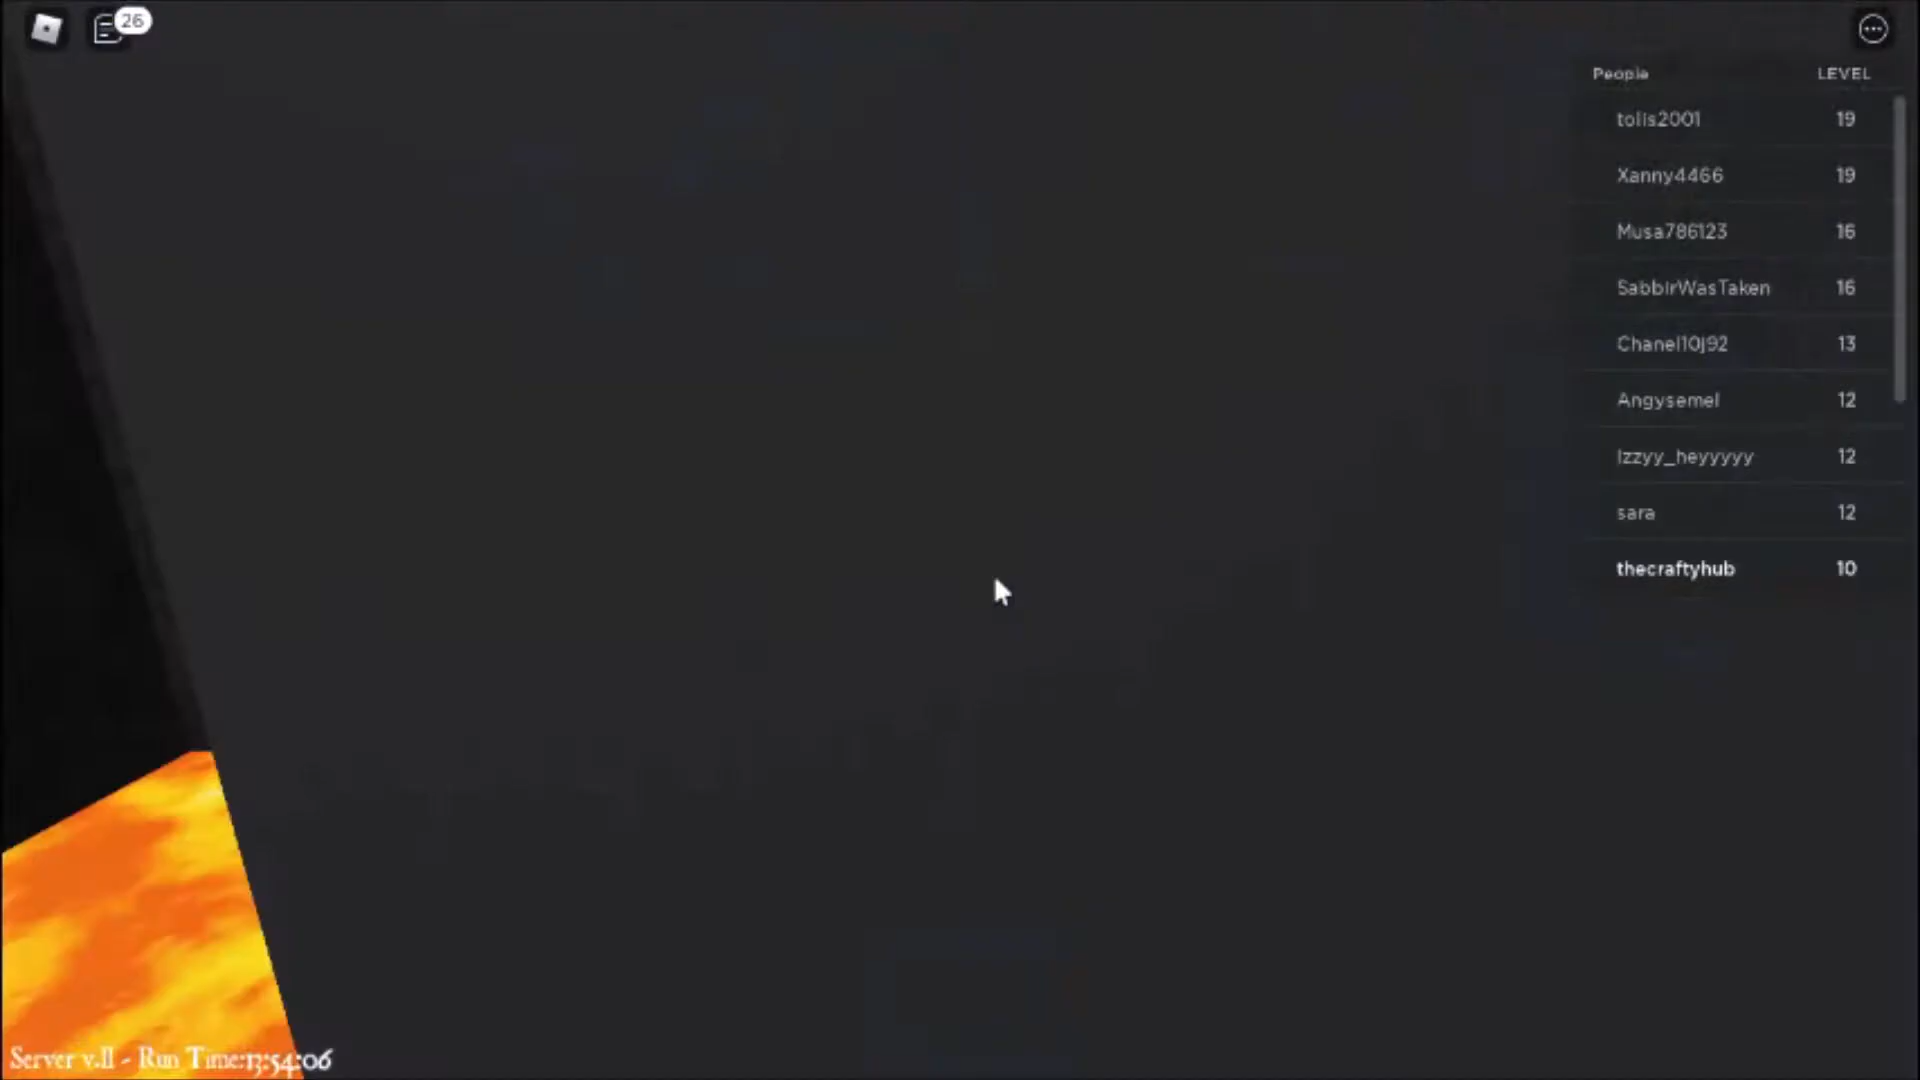 26
People LEVEL
tolis2001 19
Xanny4466 19
Musa786123 16
SabbirWasTaken 16
Chanel10j92 13
Angysemel 12
Izzyy_heyyyyy 12
sara 12
thecraftyhub 10
Server v.II - Run Time:13:54:06